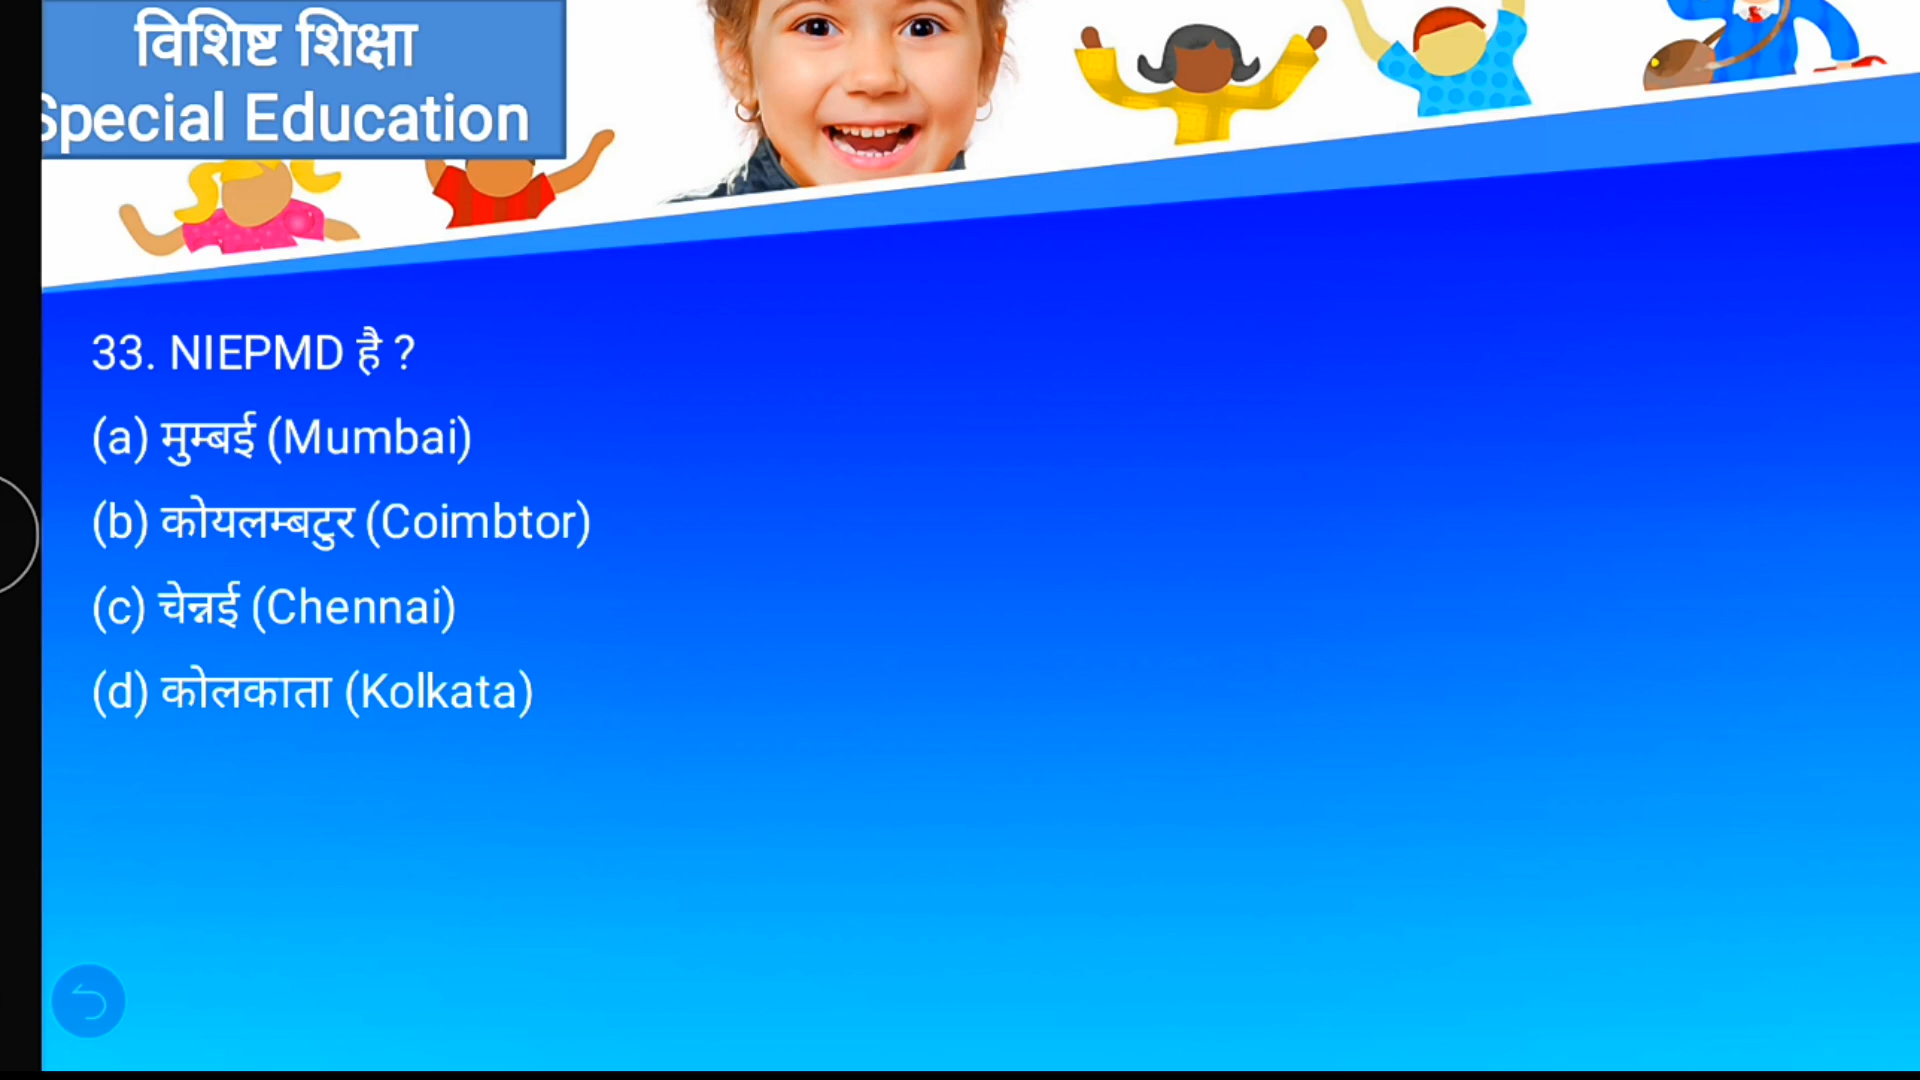 विशिष्ट शिक्षा
Special Education
33. NIEPMD है ?
(a) मुम्बई (Mumbai)
(b) कोयलम्बटुर (Coimbtor)
(c) चेन्नई (Chennai)
(d) कोलकाता (Kolkata)